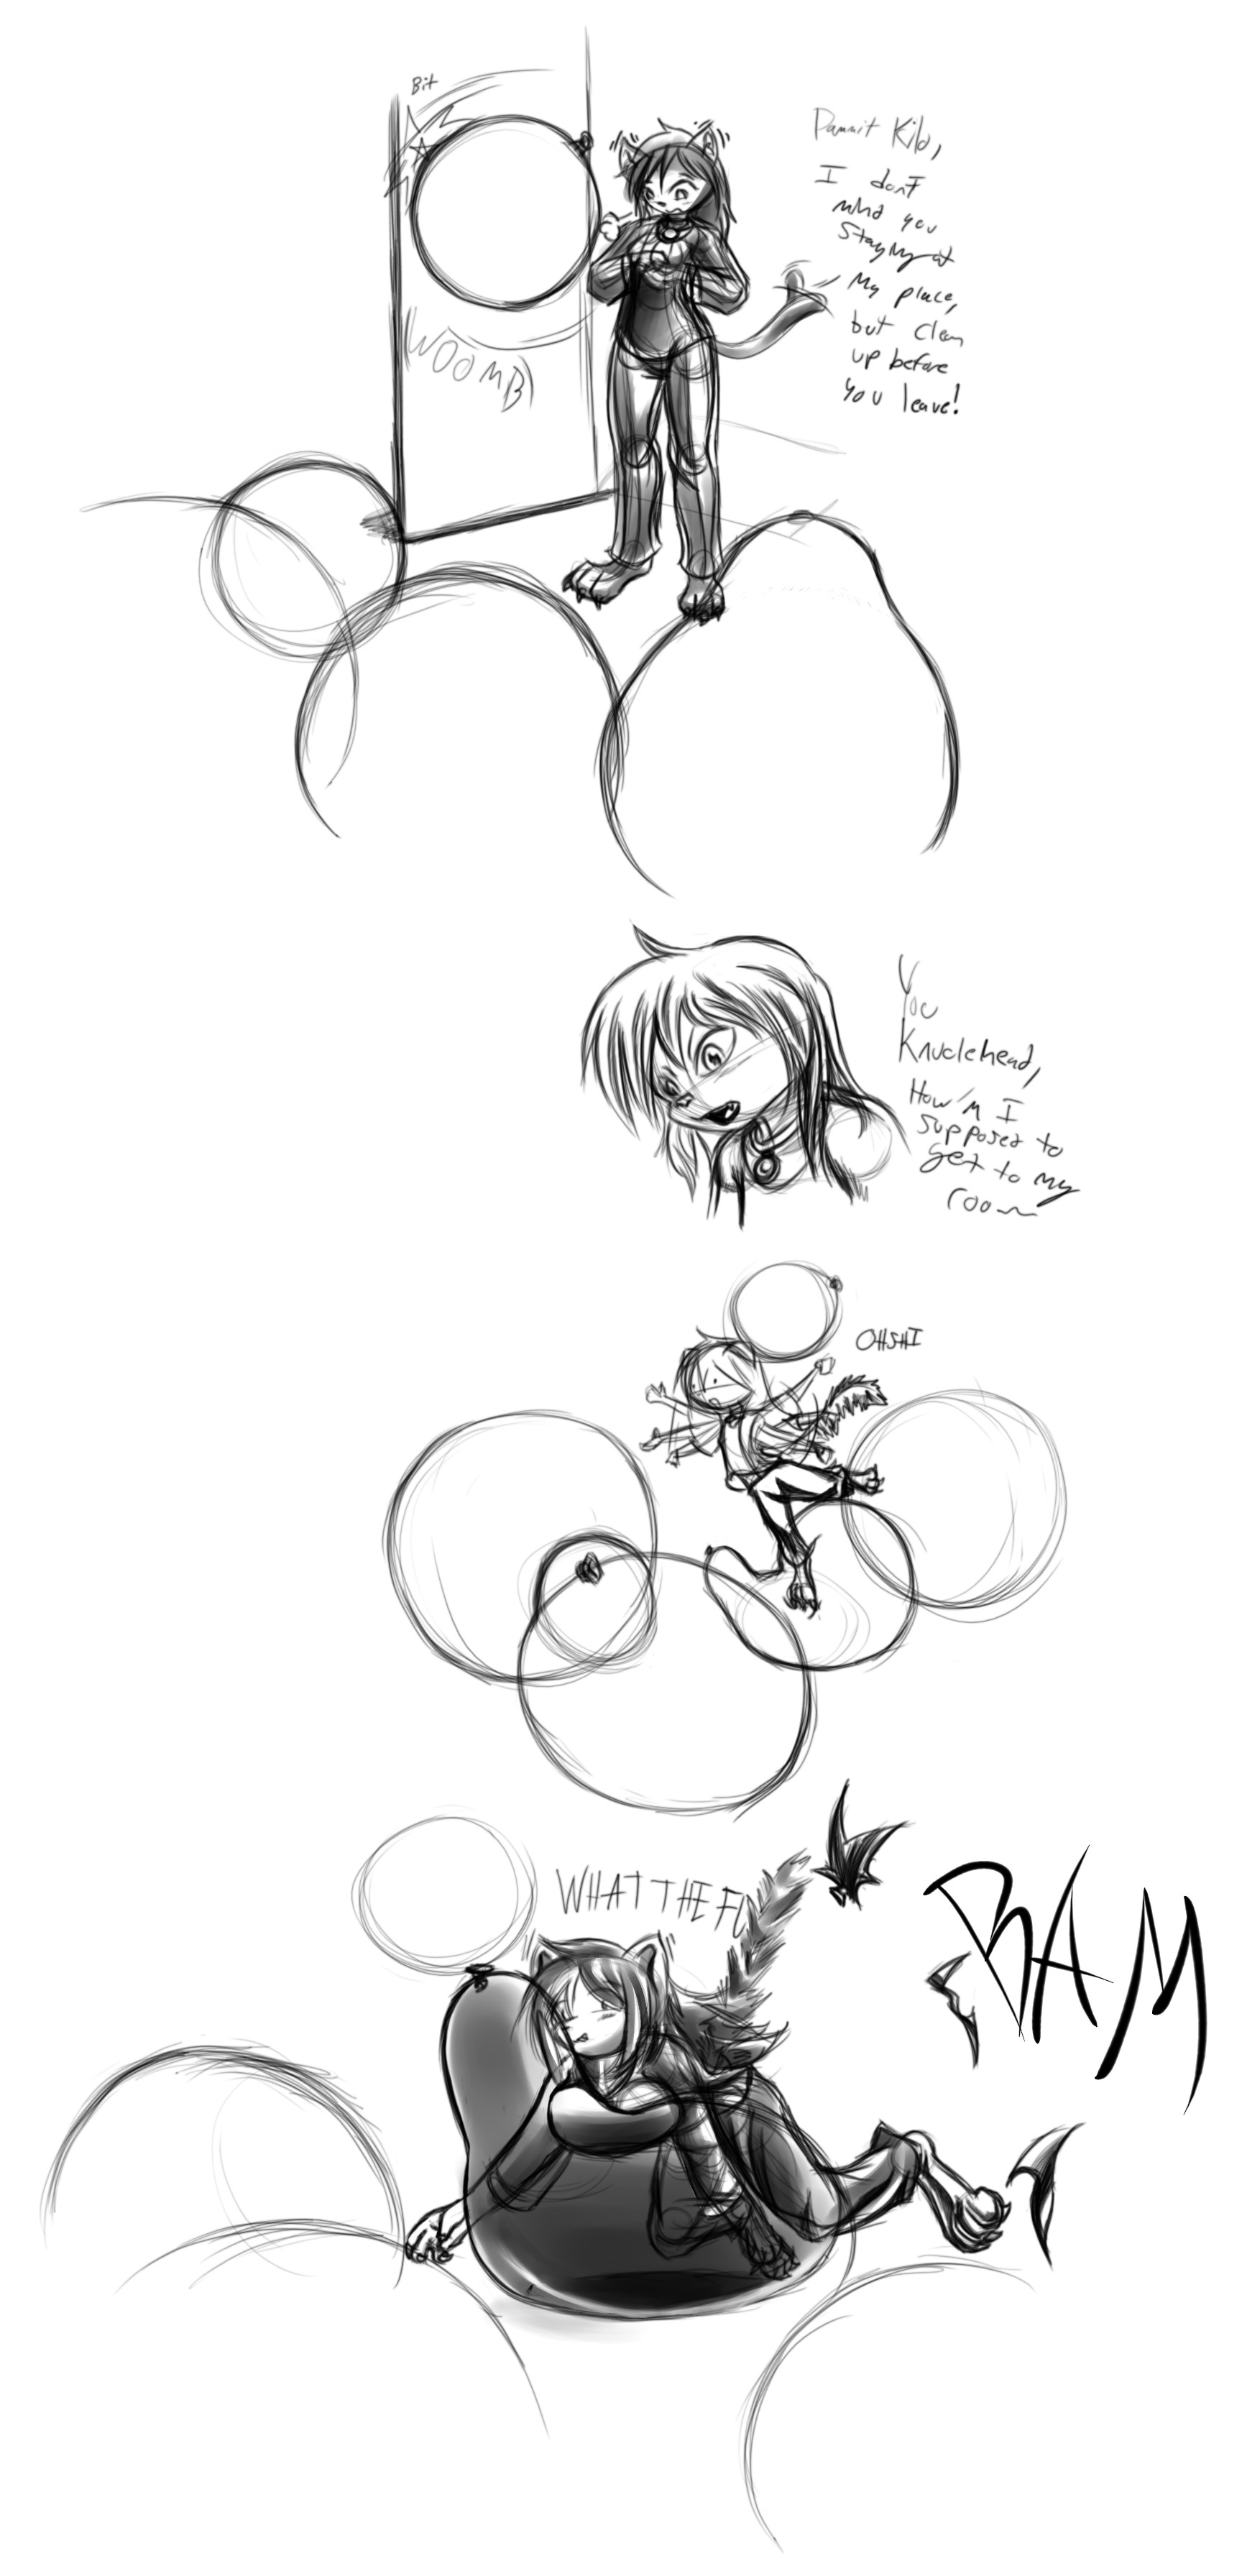 Bit
Dammit Kilo,
I don't
mind you
staying at
my place,
but clean
up before
you leave!
WOOMB
You
Knucklehead,
How'm I
supposed to
get to my
room
OHSHI
WHAT THE FU
BAM